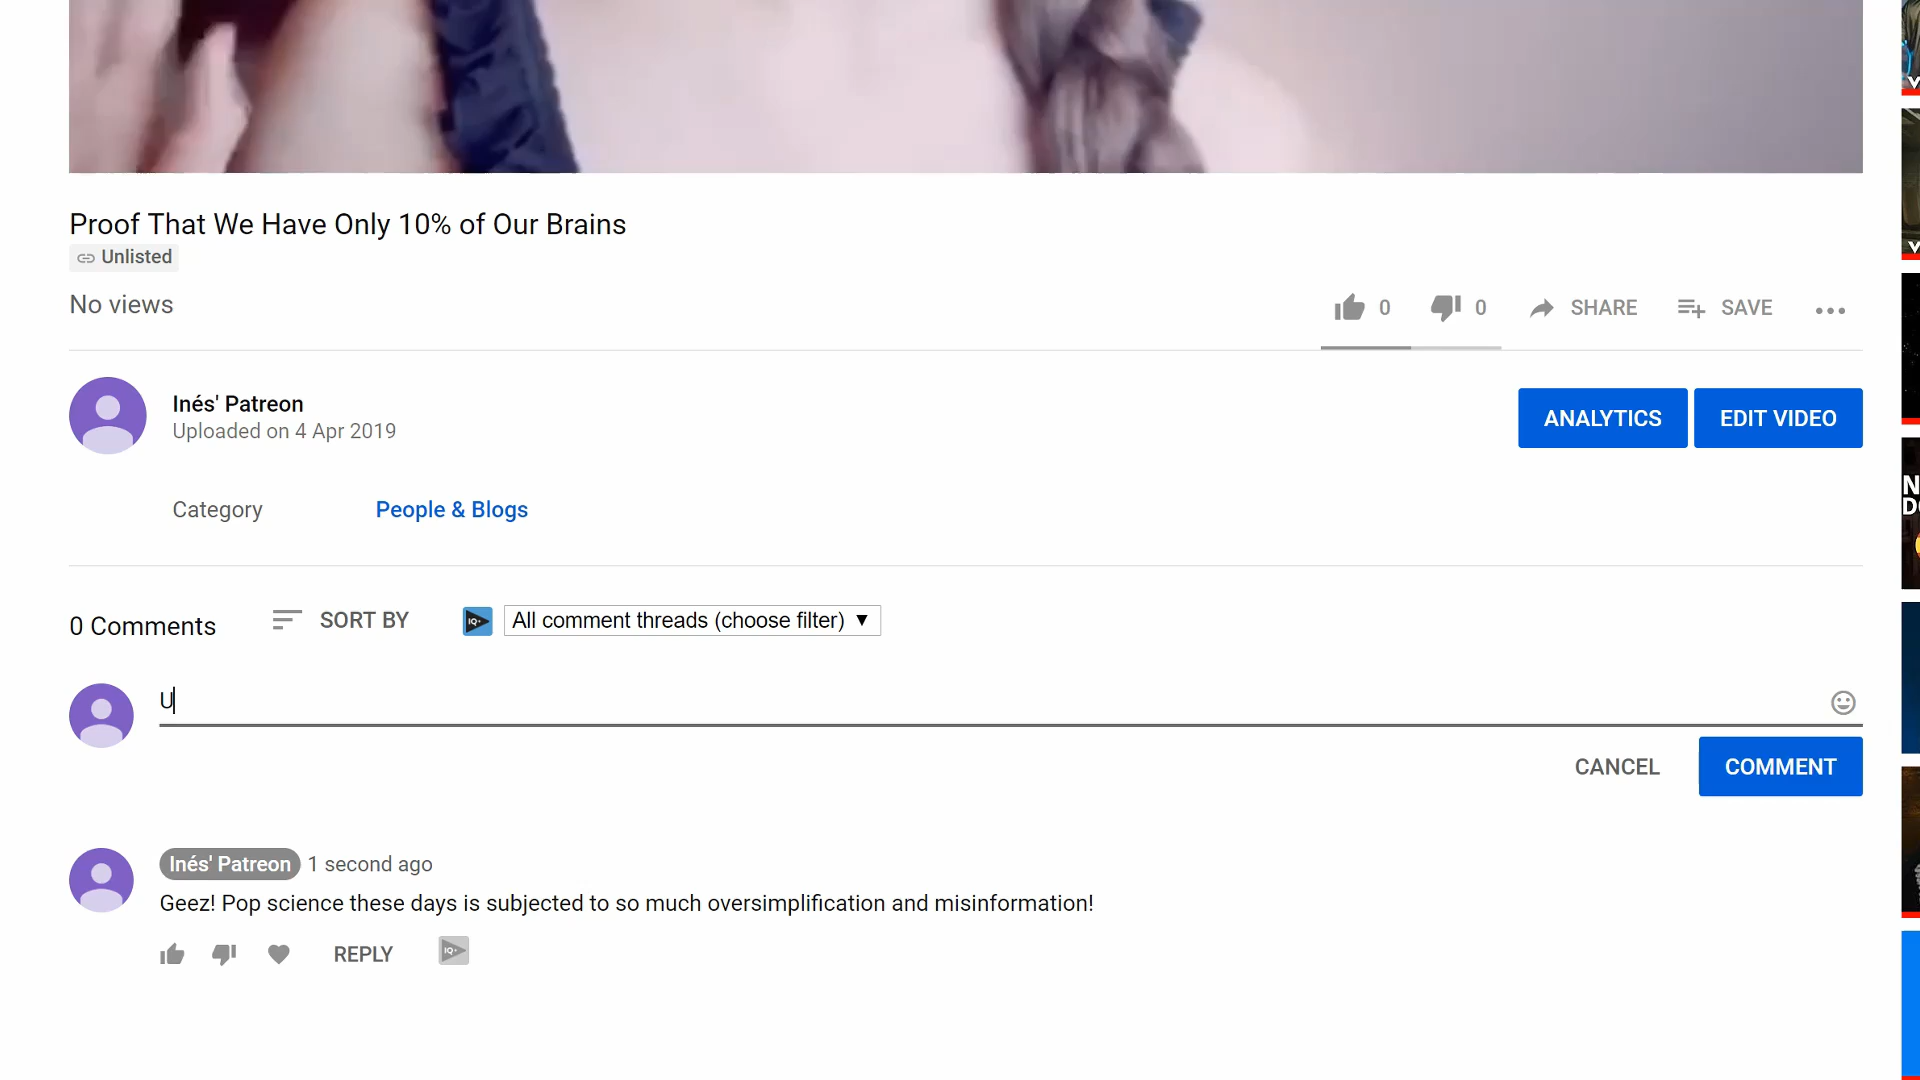 Proof That We Have Only 10% of Our Brains
Unlisted
No views
0 0 SHARE SAVE
Inés' Patreon
Uploaded on 4 Apr 2019
ANALYTICS EDIT VIDEO
Category People & Blogs
0 Comments SORT BY IQ All comment threads (choose filter) ▼
U
CANCEL COMMENT
Inés' Patreon 1 second ago
Geez! Pop science these days is subjected to so much oversimplification and misinformation!
REPLY IQ